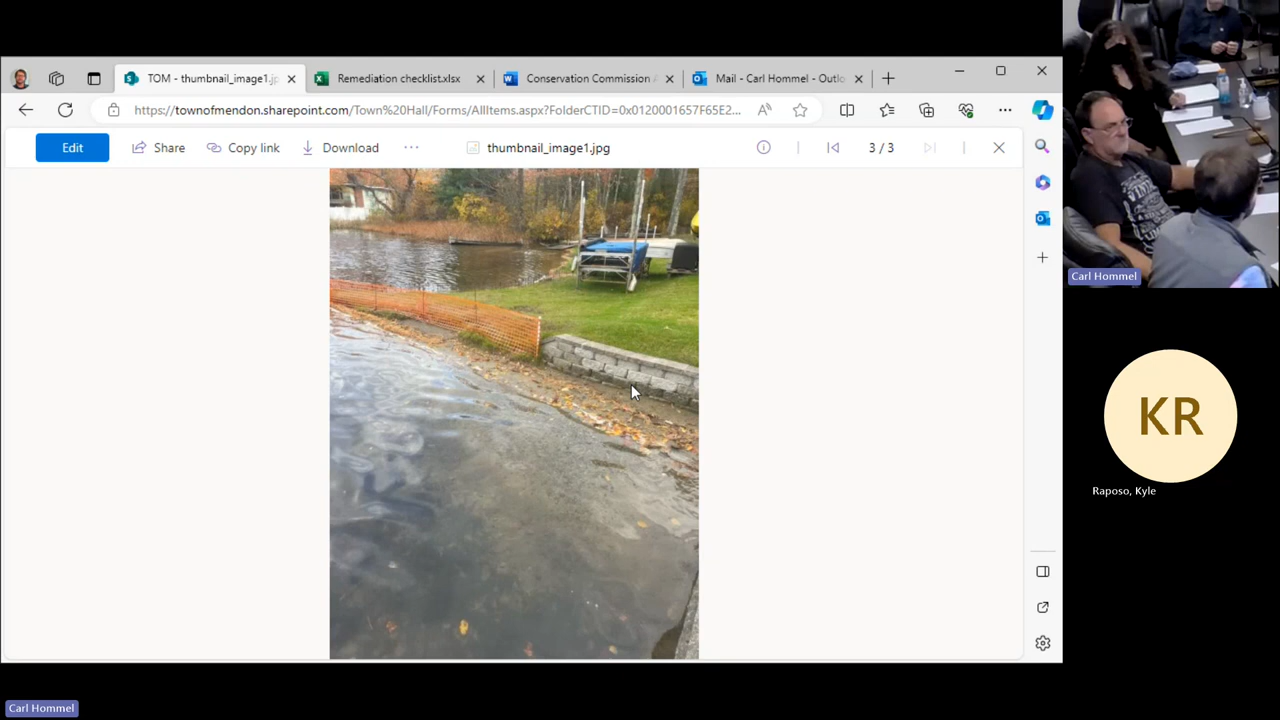 TOM - thumbnail_image1.jp
Remediation checklist.xlsx
Conservation Commission A
Mail - Carl Hommel - Outlo
https://townofmendon.sharepoint.com/Town%20Hall/Forms/AllItems.aspx?FolderCTID=0x0120001657F65E2...
Edit
Share
Copy link
Download
thumbnail_image1.jpg
3 / 3
Carl Hommel
KR
Raposo, Kyle
Carl Hommel